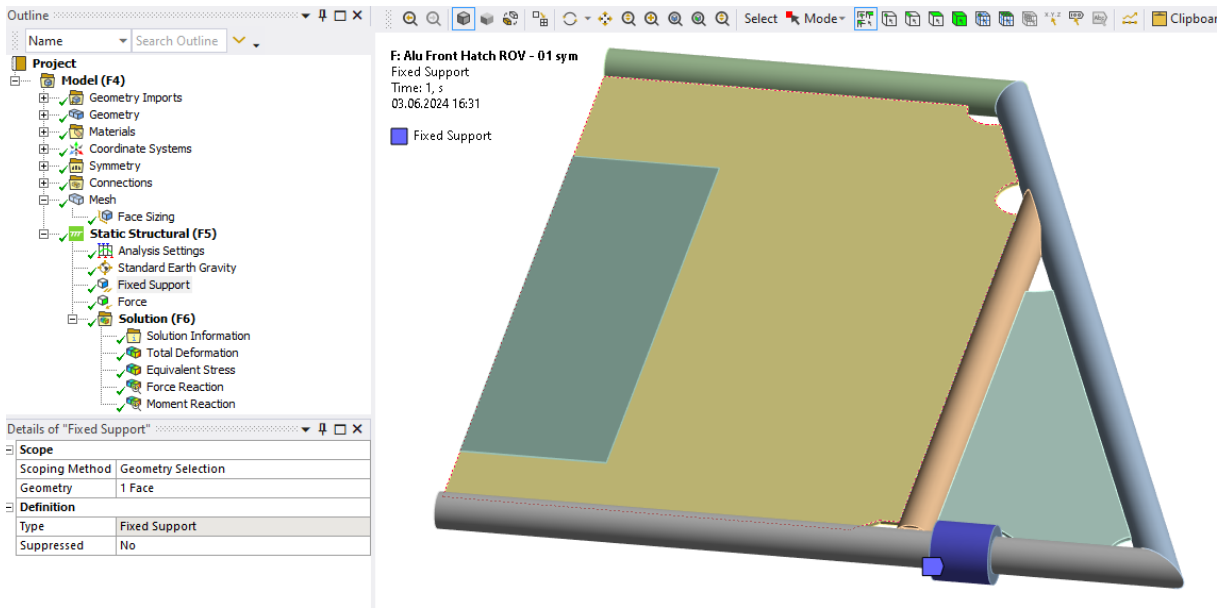 Outline
Name
Search Outline
Project
Model (F4)
Geometry Imports
Geometry
Materials
Coordinate Systems
Symmetry
Connections
Mesh
Face Sizing
Static Structural (F5)
Analysis Settings
Standard Earth Gravity
Fixed Support
Force
Solution (F6)
Solution Information
Total Deformation
Equivalent Stress
Force Reaction
Moment Reaction
Details of "Fixed Support"
Scope
Scoping Method Geometry Selection
Geometry 1 Face
Definition
Type Fixed Support
Suppressed No
Select Mode
Clipboar
F: Alu Front Hatch ROV - 01 sym
Fixed Support
Time: 1, s
03.06.2024 16:31
Fixed Support